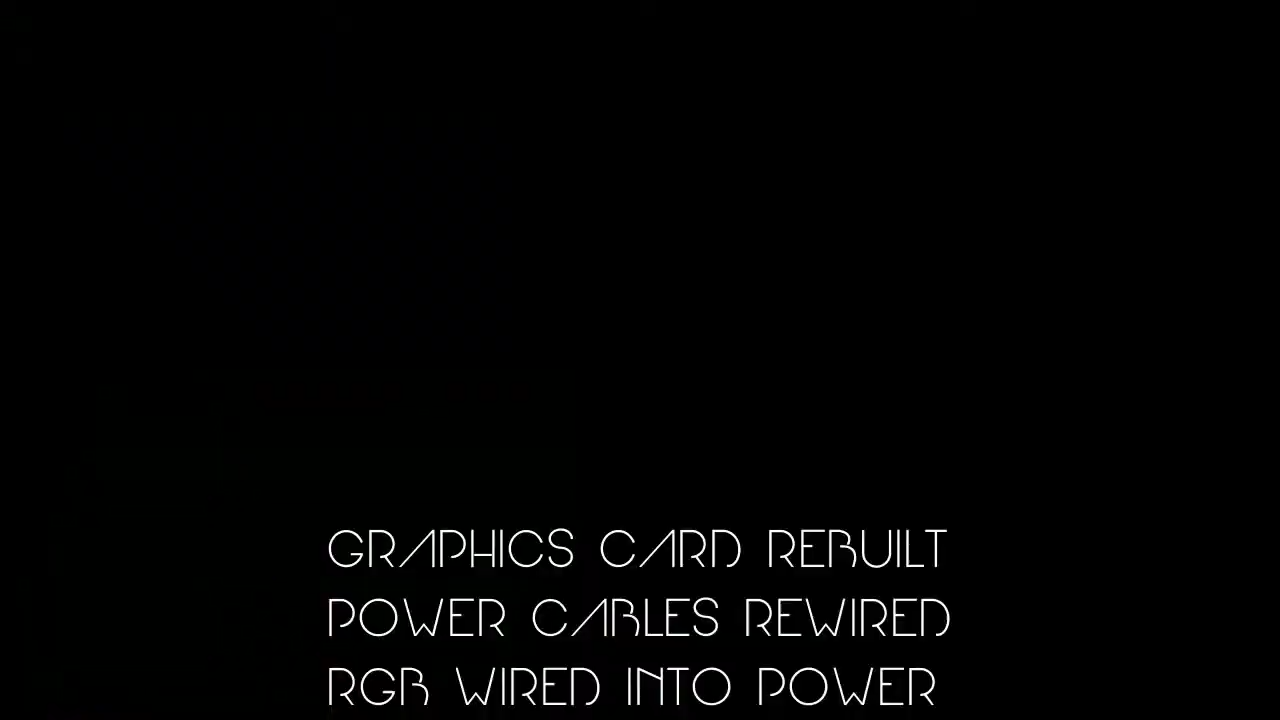 GRAPHICS CARD REBUILT
POWER CABLES REWIRED
RGB WIRED INTO POWER